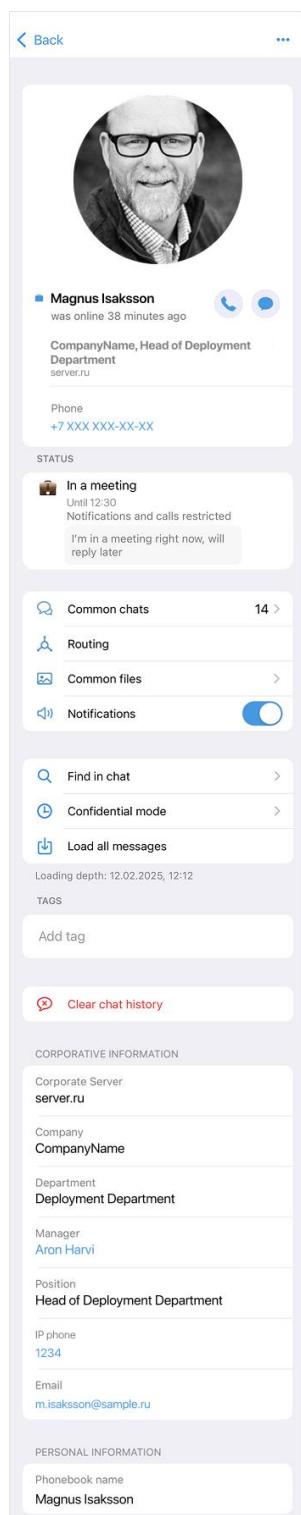 Back
Magnus Isaksson
was online 38 minutes ago
CompanyName, Head of Deployment
Department
server.ru
Phone
+7 XXX XXX-XX-XX
STATUS
In a meeting
Until 12:30
Notifications and calls restricted
I'm in a meeting right now, will
reply later
Common chats 14
Routing
Common files
Notifications
Find in chat
Confidential mode
Load all messages
Loading depth: 12.02.2025, 12:12
TAGS
Add tag
Clear chat history
CORPORATIVE INFORMATION
Corporate Server
server.ru
Company
CompanyName
Department
Deployment Department
Manager
Aron Harvi
Position
Head of Deployment Department
IP phone
1234
Email
m.isaksson@sample.ru
PERSONAL INFORMATION
Phonebook name
Magnus Isaksson